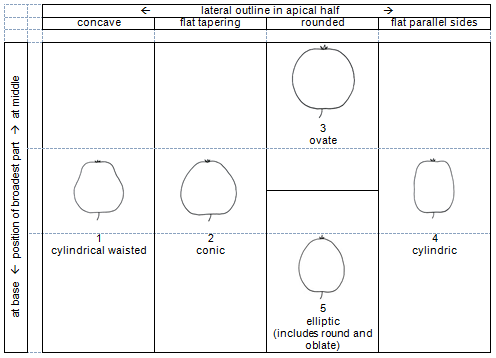 ← lateral outline in apical half →
concave flat tapering rounded flat parallel sides
at base ← position of broadest part → at middle
3
ovate
1
cylindrical waisted
2
conic
4
cylindric
5
elliptic
(includes round and
oblate)